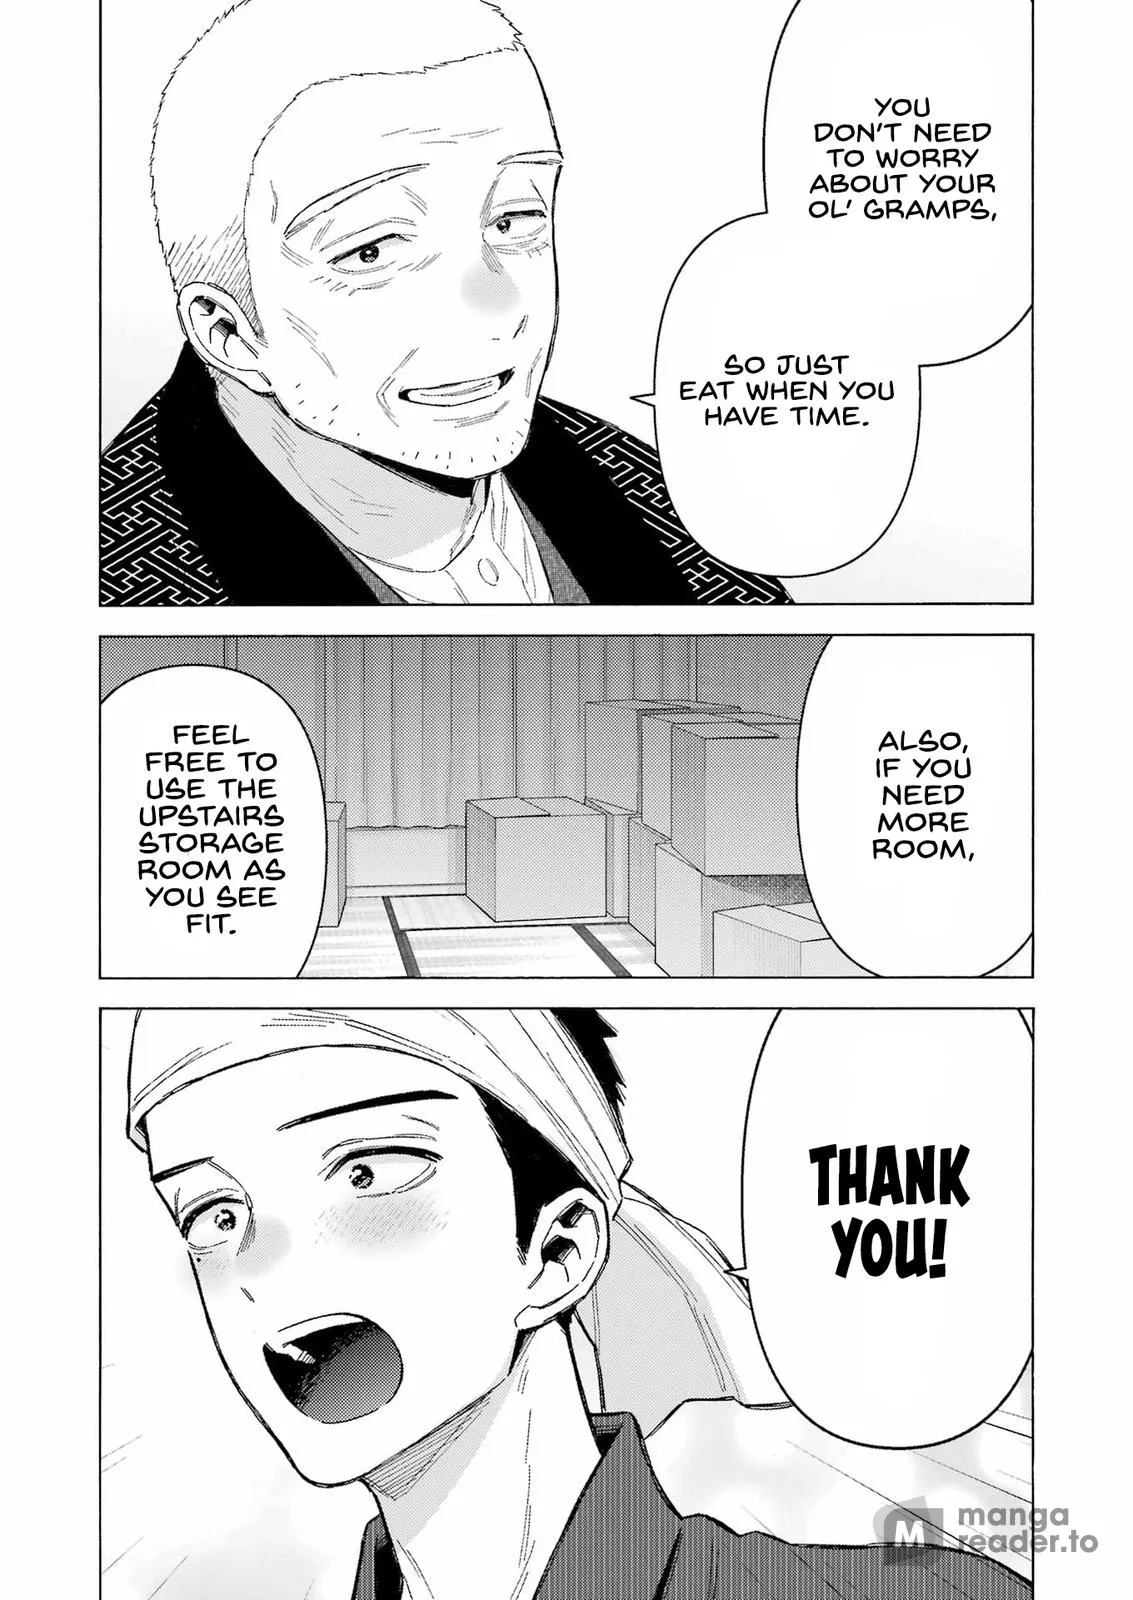 YOU
DON'T NEED
TO WORRY
ABOUT YOUR
OL' GRAMPS,
SO JUST
EAT WHEN YOU
HAVE TIME.
ALSO,
IF YOU
NEED
MORE
ROOM,
FEEL
FREE TO
USE THE
UPSTAIRS
STORAGE
ROOM AS
YOU SEE
FIT.
THANK
YOU!
M manga
reader.to